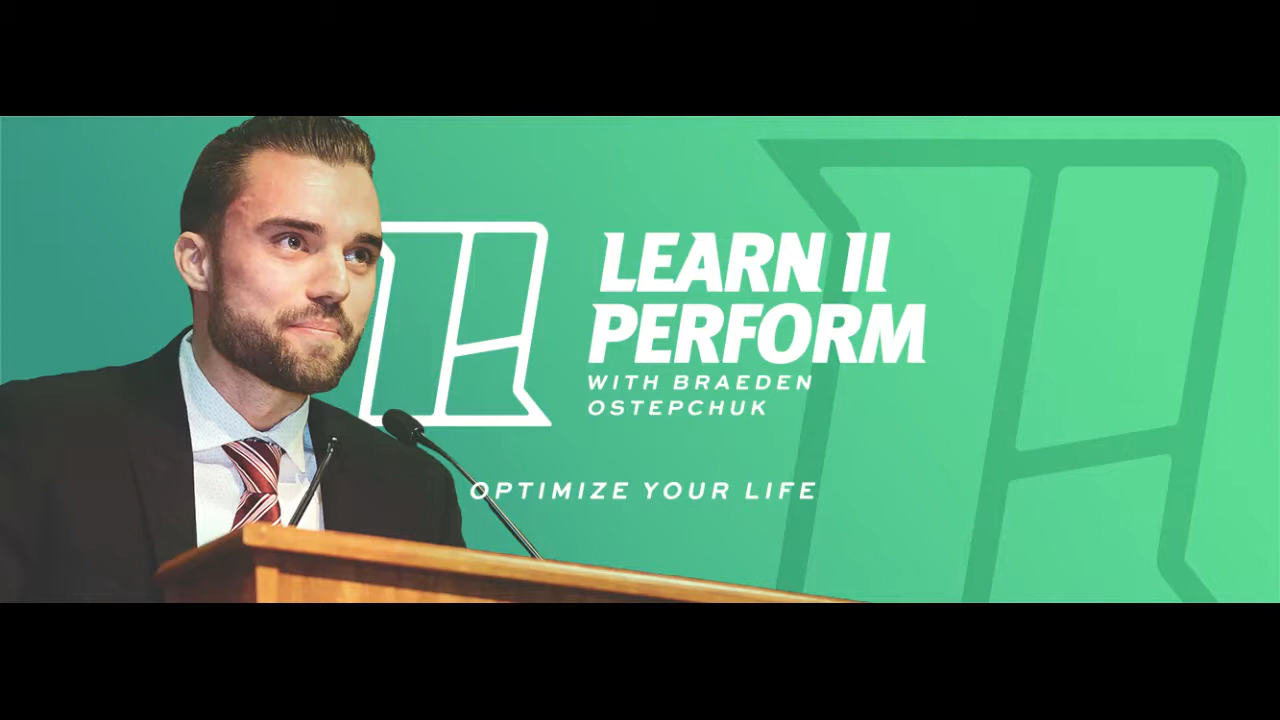 LEARN II
PERFORM
WITH BRAEDEN
OSTEPCHUK
OPTIMIZE YOUR LIFE